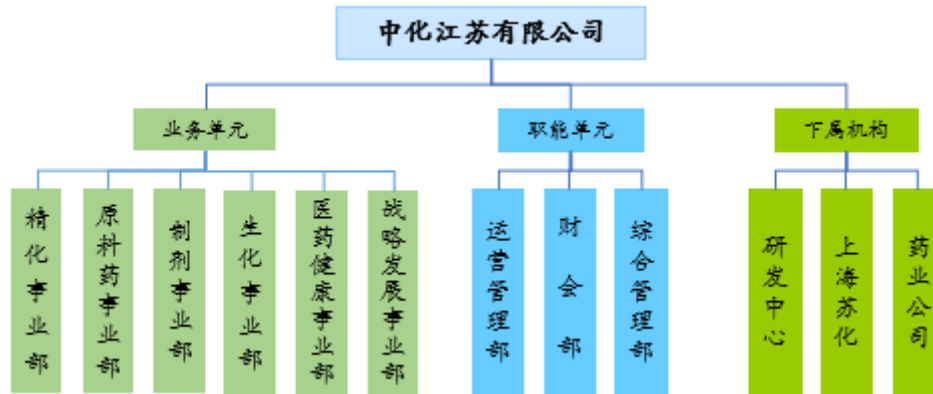 中化江苏有限公司
业务单元
职能单元
下属机构
精化事业部
原料药事业部
制剂事业部
生化事业部
医药健康事业部
战略发展事业部
运营管理部
财会部
综合管理部
研发中心
上海苏化
药业公司